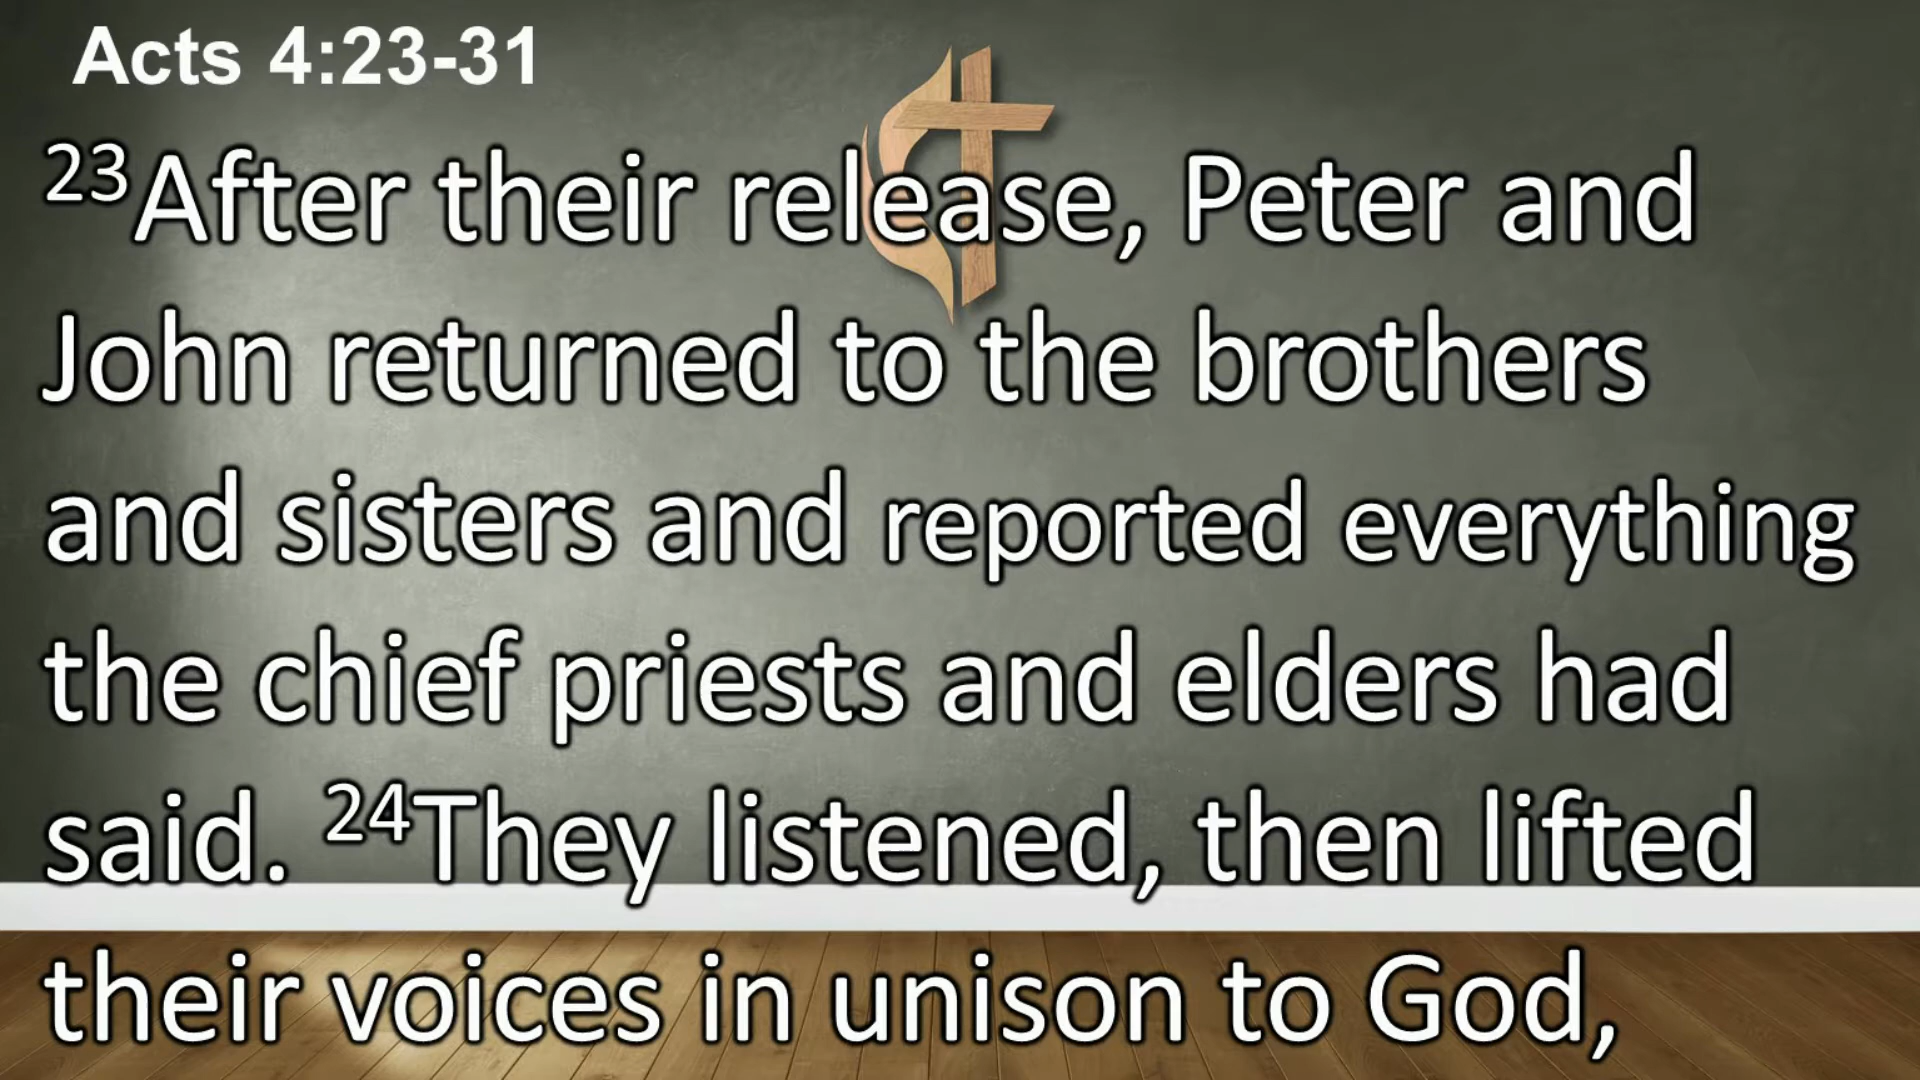 Acts 4:23-31
23After their release, Peter and
John returned to the brothers
and sisters and reported everything
the chief priests and elders had
said. 24They listened, then lifted
their voices in unison to God,